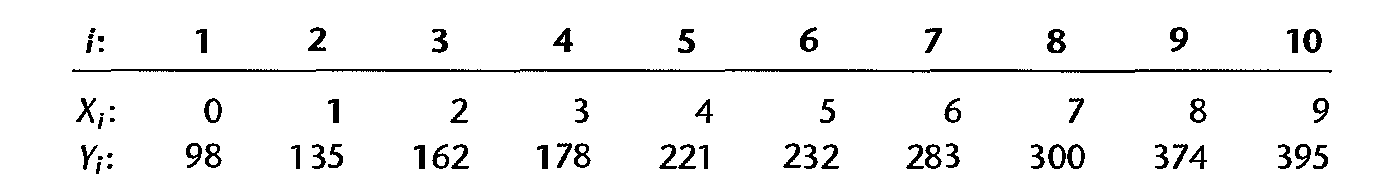 i: 1 2 3 4 5 6 7 8 9 10
Xi: 0 1 2 3 4 5 6 7 8 9
Yi: 98 135 162 178 221 232 283 300 374 395